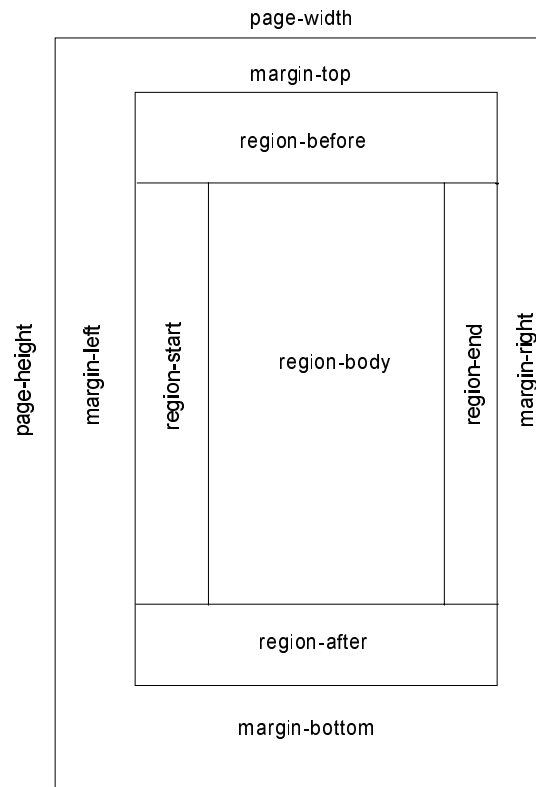 page-width
margin-top
region-before
page-height
margin-left
region-start
region-body
region-end
margin-right
region-after
margin-bottom